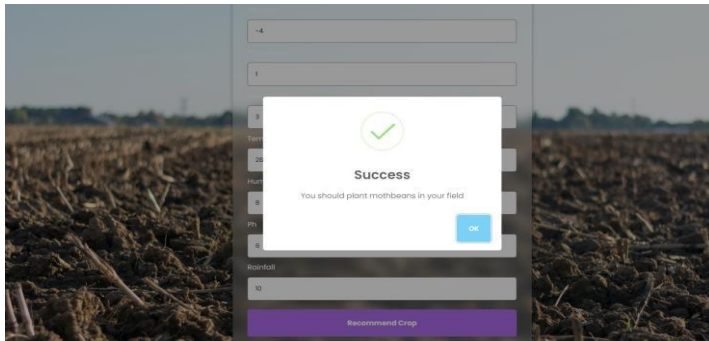 -4
1
3
Tem
26
Hum
8
Ph
6
Rainfall
10
Success
You should plant mothbeans in your field
OK
Recommend Crop